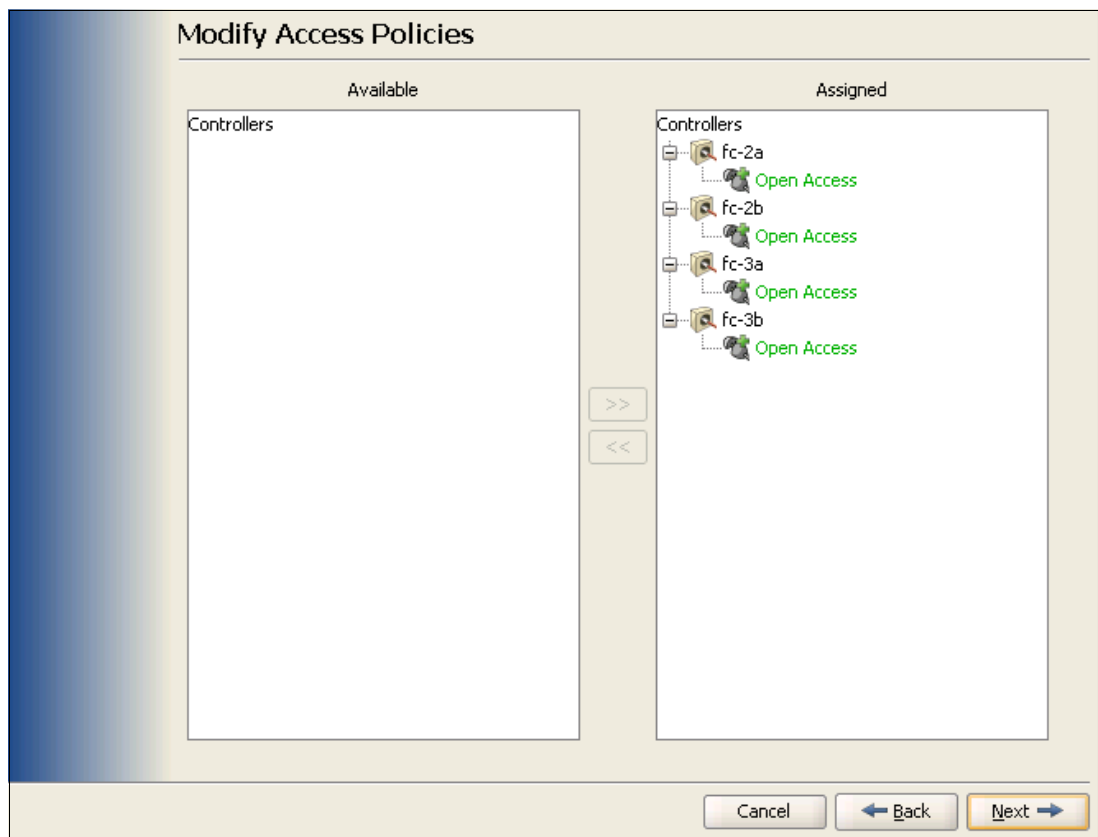 Modify Access Policies
Available
Assigned
Controllers
Controllers
fc-2a
Open Access
fc-2b
Open Access
fc-3a
Open Access
fc-3b
Open Access
>>
<<
Cancel
Back
Next